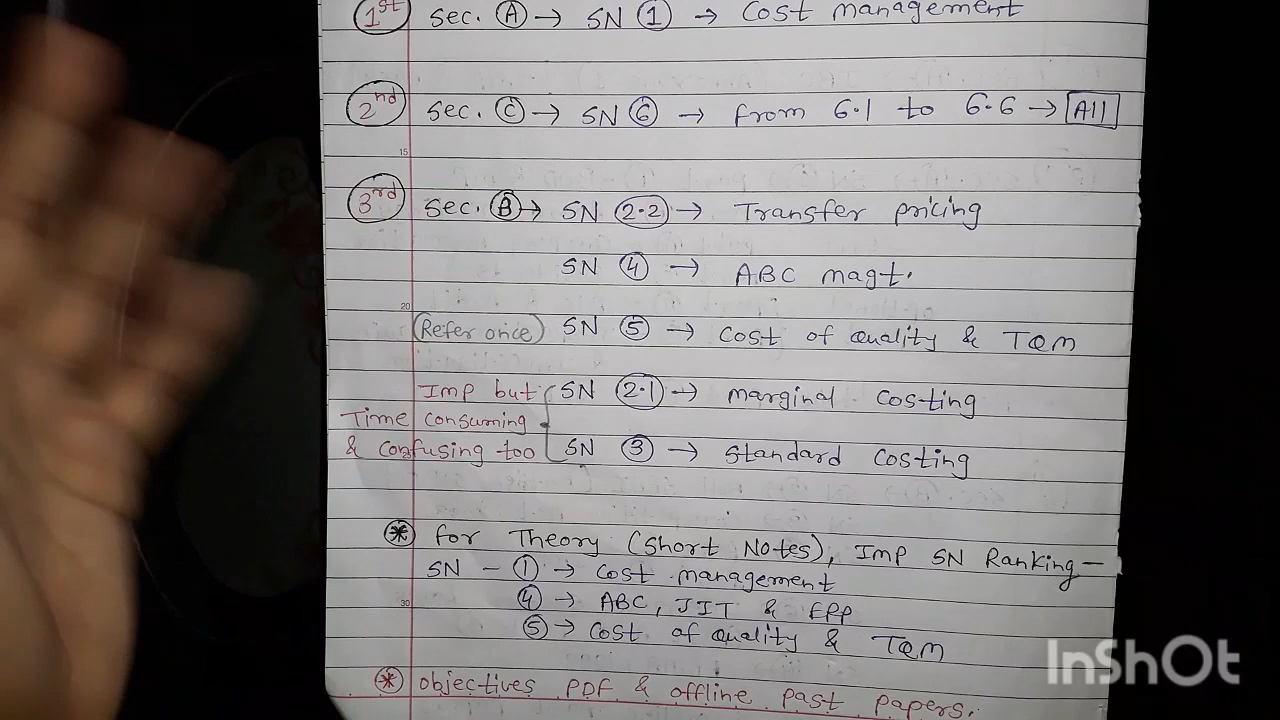 1st sec. A → SN 1 → Cost management
2nd sec. C → SN 6 → from 6.1 to 6.6 → All
15
3rd sec. B → SN 2.2 → Transfer pricing
SN 4 → ABC magt.
20
(Refer once) SN 5 → Cost of Quality & TQM
Imp but SN 2.1 → marginal costing
Time consuming
& confusing too SN 3 → Standard costing
* for Theory (short Notes), Imp SN Ranking –
SN - 1 → cost management
30
4 → ABC, JIT & ERP
5 → cost of quality & TQM
* objectives PDF & offline past papers.
InShOt